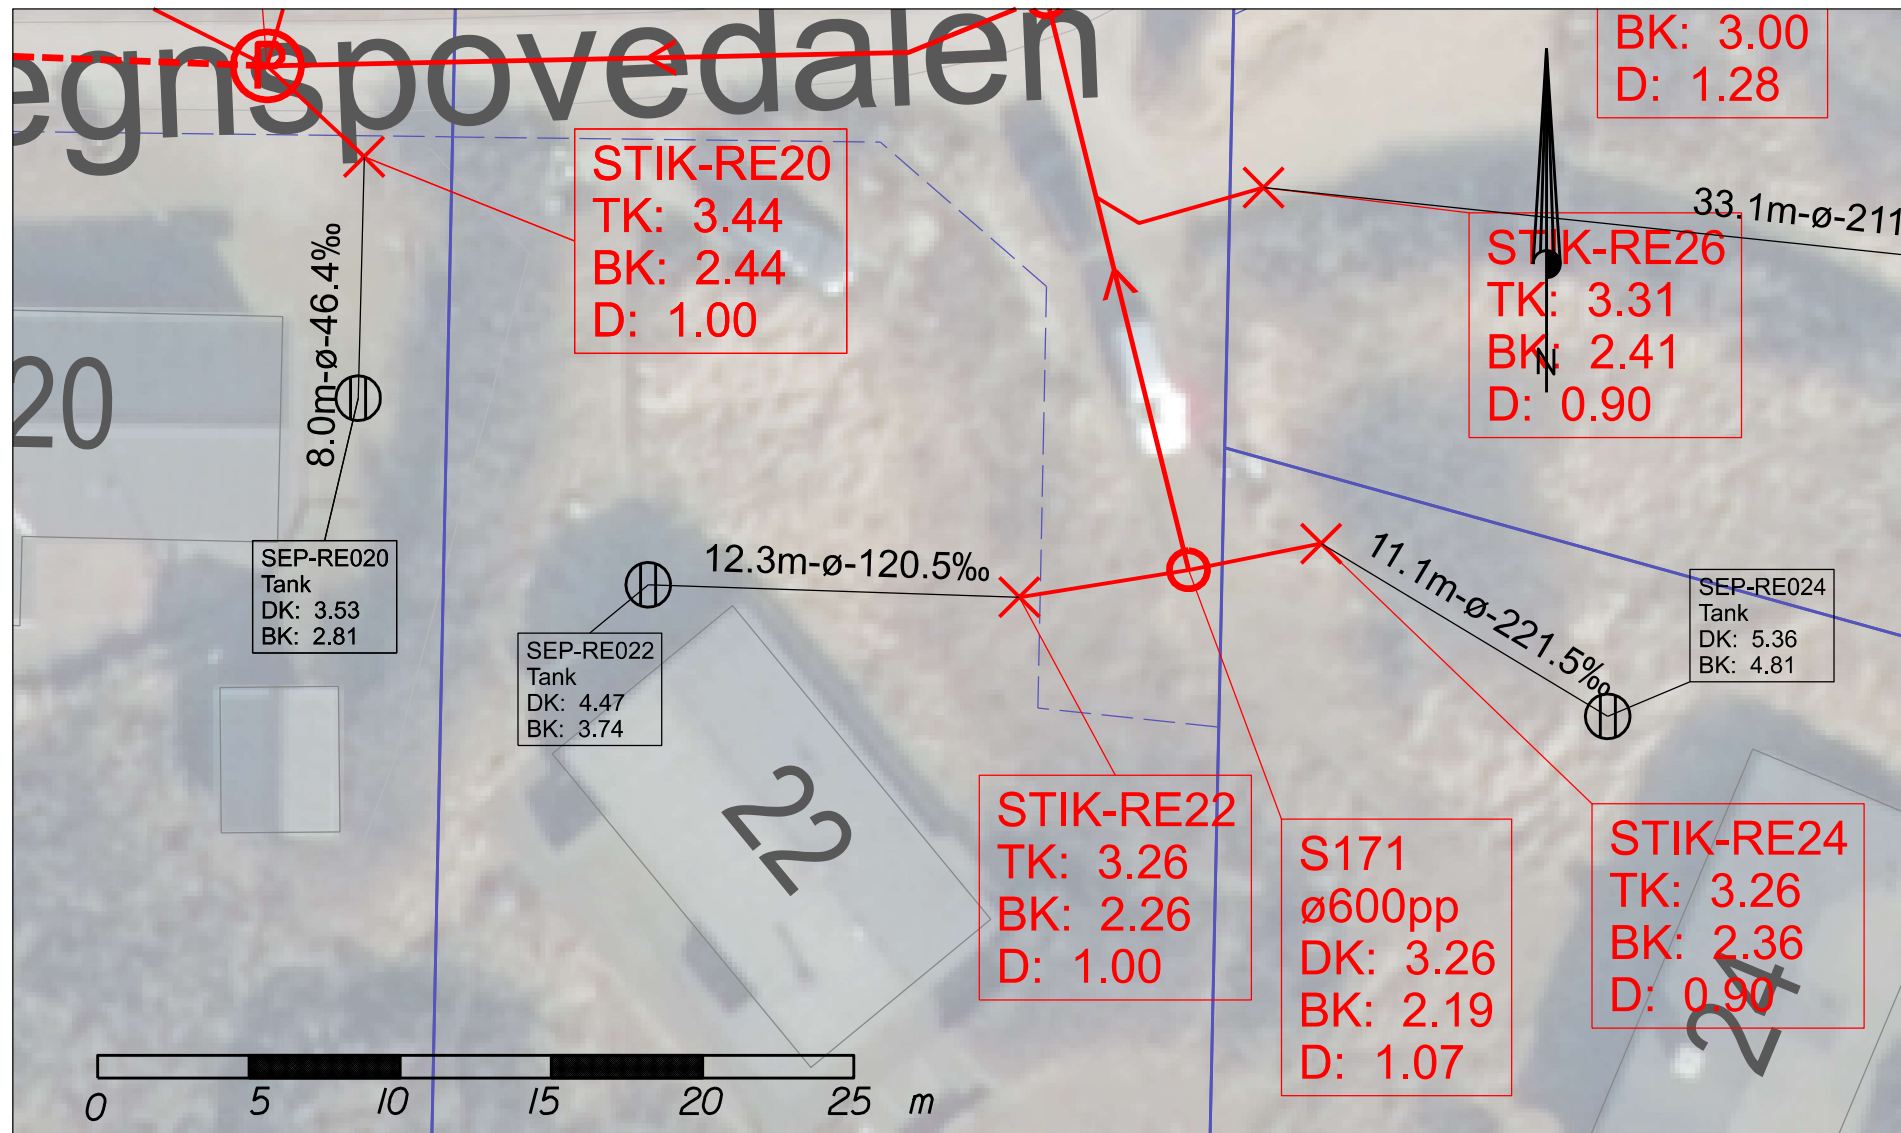 egnspovedalen
BK: 3.00
D: 1.28
STIK-RE20
TK: 3.44
BK: 2.44
D: 1.00
33.1m-ø-211
STIK-RE26
TK: 3.31
BK: 2.41
D: 0.90
N
8.0m-ø-46.4‰
20
SEP-RE020
Tank
DK: 3.53
BK: 2.81
12.3m-ø-120.5‰
SEP-RE022
Tank
DK: 4.47
BK: 3.74
11.1m-ø-221.5‰
SEP-RE024
Tank
DK: 5.36
BK: 4.81
22
STIK-RE22
TK: 3.26
BK: 2.26
D: 1.00
S171
ø600pp
DK: 3.26
BK: 2.19
D: 1.07
STIK-RE24
TK: 3.26
BK: 2.36
D: 0.90
24
P
0 5 10 15 20 25 m